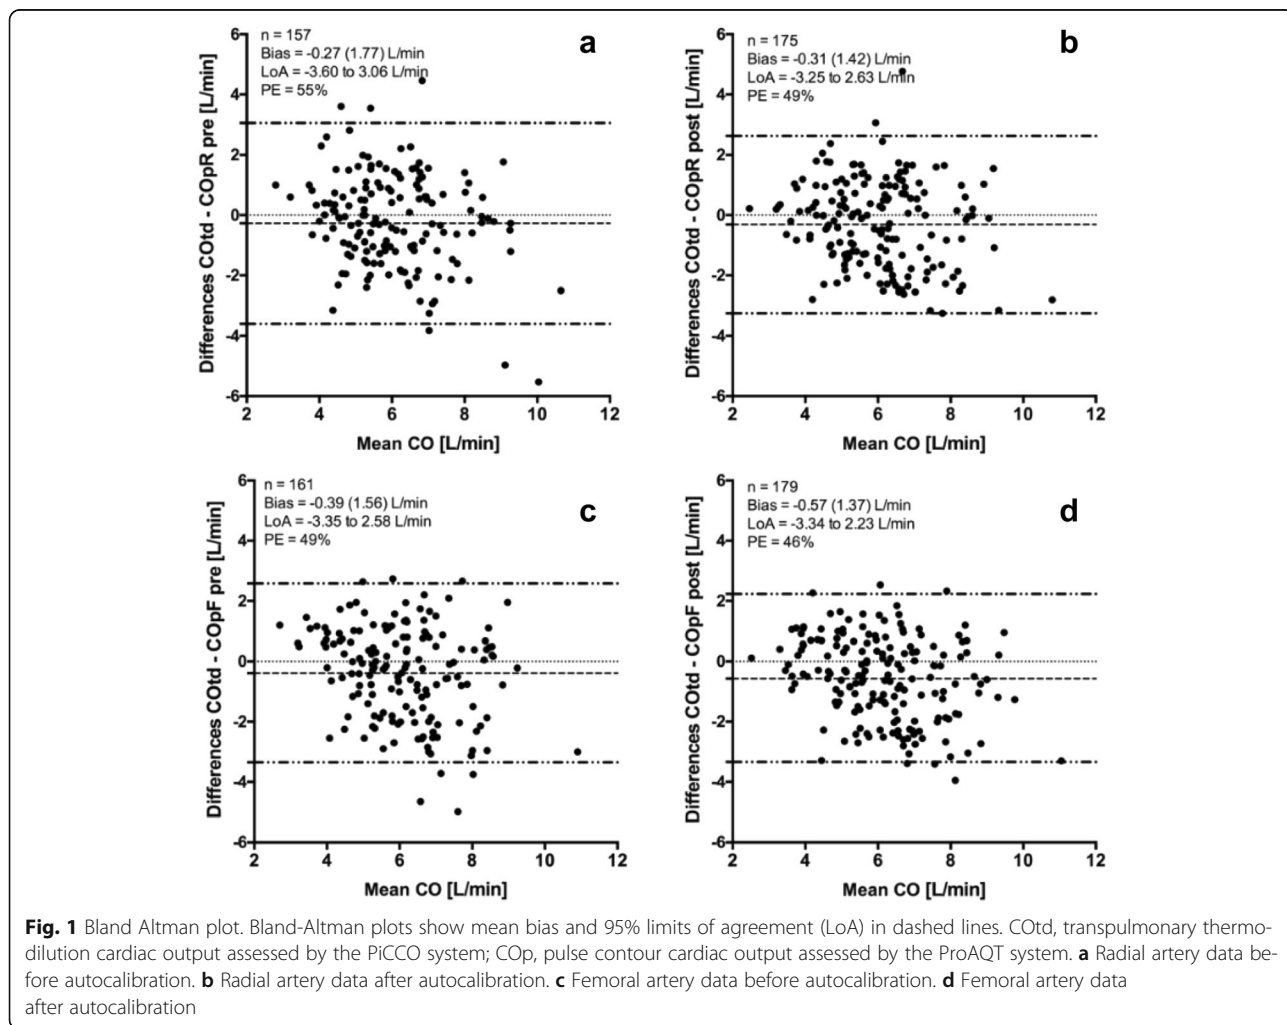 a
n = 157
Bias = -0.27 (1.77) L/min
LoA = -3.60 to 3.06 L/min
PE = 55%
Differences COtd - COpR pre [L/min]
6
4
2
0
-2
-4
-6
2 4 6 8 10 12
Mean CO [L/min]
b
n = 175
Bias = -0.31 (1.42) L/min
LoA = -3.25 to 2.63 L/min
PE = 49%
Differences COtd - COpR post [L/min]
6
4
2
0
-2
-4
-6
2 4 6 8 10 12
Mean CO [L/min]
c
n = 161
Bias = -0.39 (1.56) L/min
LoA = -3.35 to 2.58 L/min
PE = 49%
Differences COtd - COpF pre [L/min]
6
4
2
0
-2
-4
-6
2 4 6 8 10 12
Mean CO [L/min]
d
n = 179
Bias = -0.57 (1.37) L/min
LoA = -3.34 to 2.23 L/min
PE = 46%
Differences COtd - COpF post [L/min]
6
4
2
0
-2
-4
-6
2 4 6 8 10 12
Mean CO [L/min]
Fig. 1 Bland Altman plot. Bland-Altman plots show mean bias and 95% limits of agreement (LoA) in dashed lines. COtd, transpulmonary thermo-
dilution cardiac output assessed by the PiCCO system; COp, pulse contour cardiac output assessed by the ProAQT system. a Radial artery data be-
fore autocalibration. b Radial artery data after autocalibration. c Femoral artery data before autocalibration. d Femoral artery data
after autocalibration